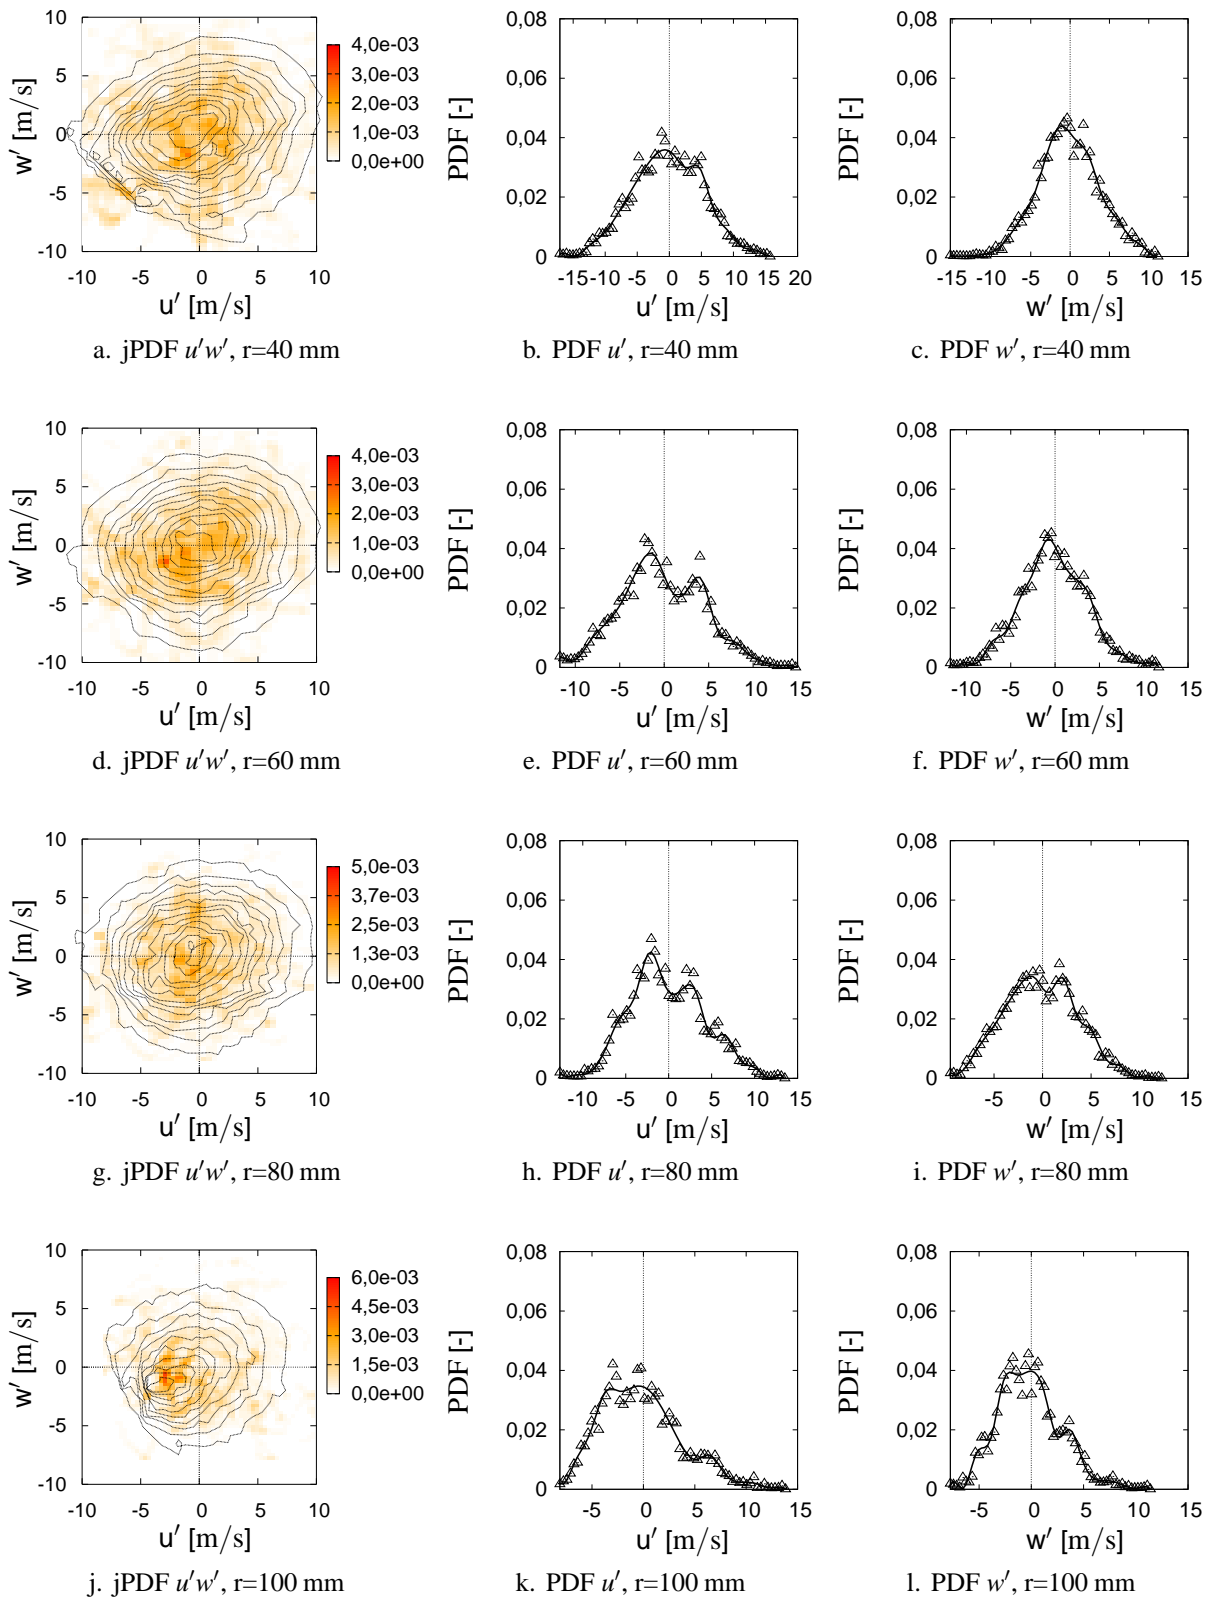 10
5
0
-5
-10
w′ [m/s]
-10 -5 0 5 10
u′ [m/s]
4,0e-03
3,0e-03
2,0e-03
1,0e-03
0,0e+00
a. jPDF u′w′, r=40 mm
0,08
0,06
0,04
0,02
0
PDF [-]
-15 -10 -5 0 5 10 15 20
u′ [m/s]
b. PDF u′, r=40 mm
0,08
0,06
0,04
0,02
0
PDF [-]
-15 -10 -5 0 5 10 15
w′ [m/s]
c. PDF w′, r=40 mm
10
5
0
-5
-10
w′ [m/s]
-10 -5 0 5 10
u′ [m/s]
4,0e-03
3,0e-03
2,0e-03
1,0e-03
0,0e+00
d. jPDF u′w′, r=60 mm
0,08
0,06
0,04
0,02
0
PDF [-]
-10 -5 0 5 10 15
u′ [m/s]
e. PDF u′, r=60 mm
0,08
0,06
0,04
0,02
0
PDF [-]
-10 -5 0 5 10 15
w′ [m/s]
f. PDF w′, r=60 mm
10
5
0
-5
-10
w′ [m/s]
-10 -5 0 5 10
u′ [m/s]
5,0e-03
3,7e-03
2,5e-03
1,3e-03
0,0e+00
g. jPDF u′w′, r=80 mm
0,08
0,06
0,04
0,02
0
PDF [-]
-10 -5 0 5 10 15
u′ [m/s]
h. PDF u′, r=80 mm
0,08
0,06
0,04
0,02
0
PDF [-]
-5 0 5 10 15
w′ [m/s]
i. PDF w′, r=80 mm
10
5
0
-5
-10
w′ [m/s]
-10 -5 0 5 10
u′ [m/s]
6,0e-03
4,5e-03
3,0e-03
1,5e-03
0,0e+00
j. jPDF u′w′, r=100 mm
0,08
0,06
0,04
0,02
0
PDF [-]
-5 0 5 10 15
u′ [m/s]
k. PDF u′, r=100 mm
0,08
0,06
0,04
0,02
0
PDF [-]
-5 0 5 10 15
w′ [m/s]
l. PDF w′, r=100 mm